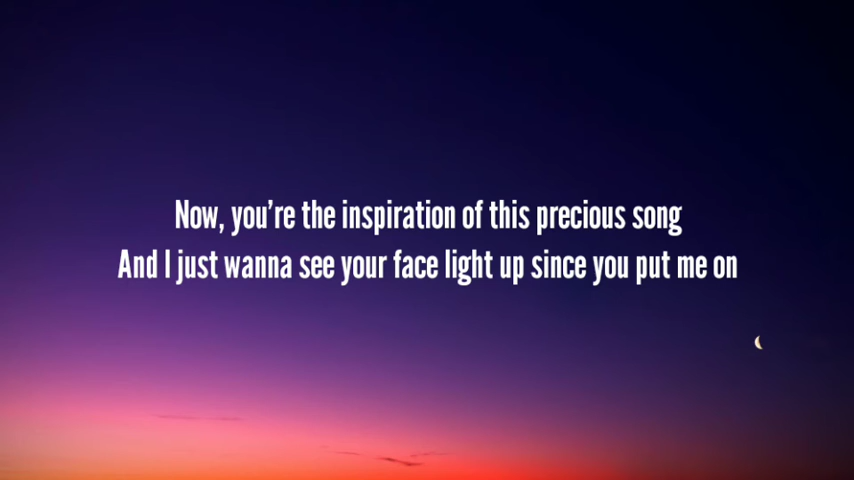 Now, you're the inspiration of this precious song
And I just wanna see your face light up since you put me on